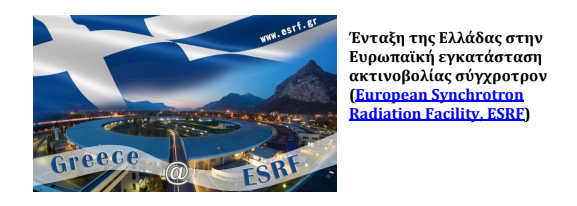 www.esrf.gr
Greece @ ESRF
Ένταξη της Ελλάδας στην
Ευρωπαϊκή εγκατάσταση
ακτινοβολίας σύγχροτρον
(European Synchrotron
Radiation Facility, ESRF)